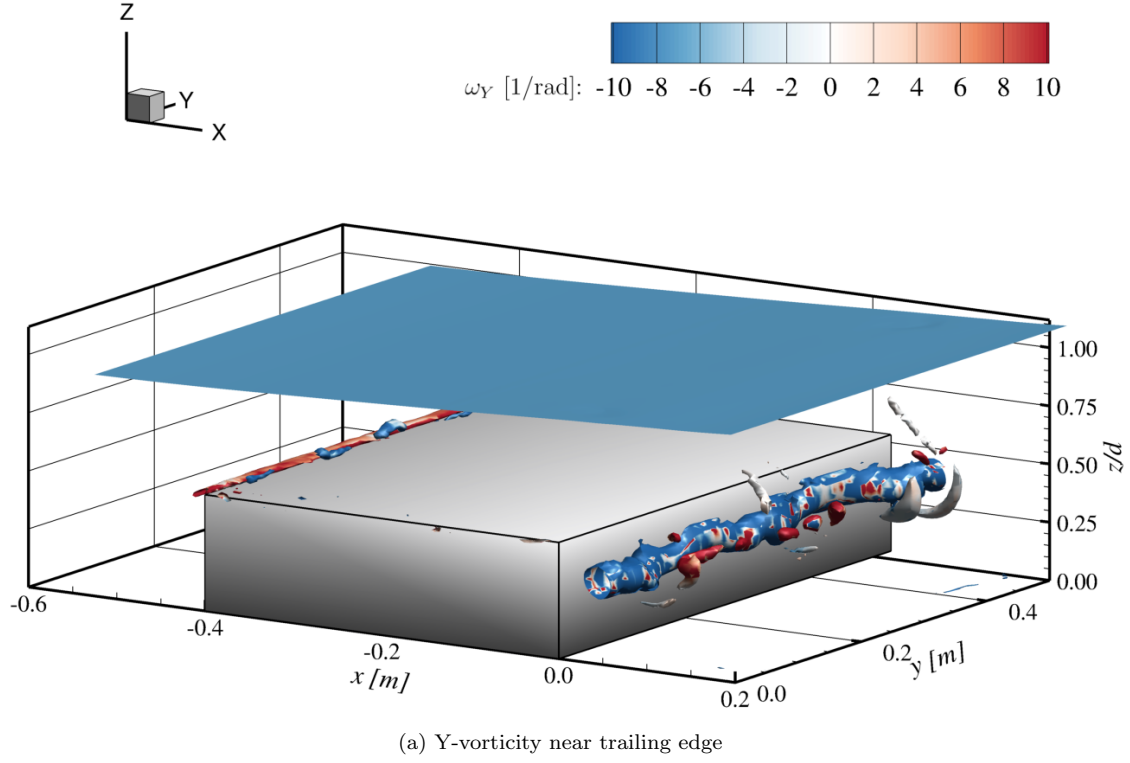 Z
Y
X
ω_Y [1/rad]: -10 -8 -6 -4 -2 0 2 4 6 8 10
1.00
0.75
0.50
0.25
0.00
z/d
-0.6
-0.4
-0.2
0.0
0.2
x [m]
0.0
0.2
0.4
y [m]
(a) Y-vorticity near trailing edge